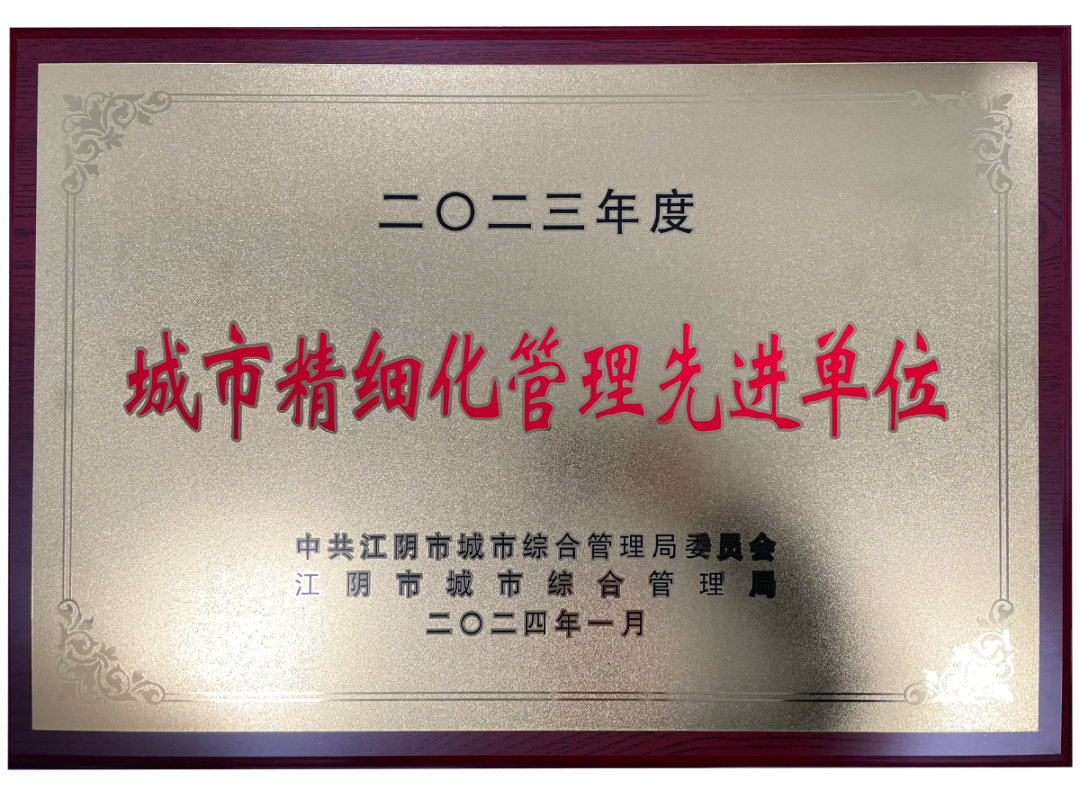 二〇二三年度
城市精细化管理先进单位
中共江阴市城市综合管理局委员会
江阴市城市综合管理局
二〇二四年一月